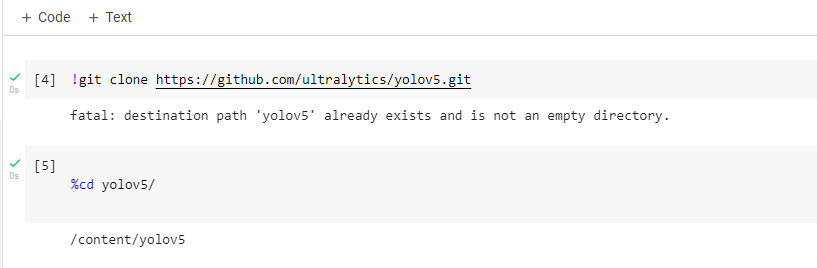 + Code + Text
[4] !git clone https://github.com/ultralytics/yolov5.git
0s
fatal: destination path 'yolov5' already exists and is not an empty directory.
[5]
0s
%cd yolov5/
/content/yolov5